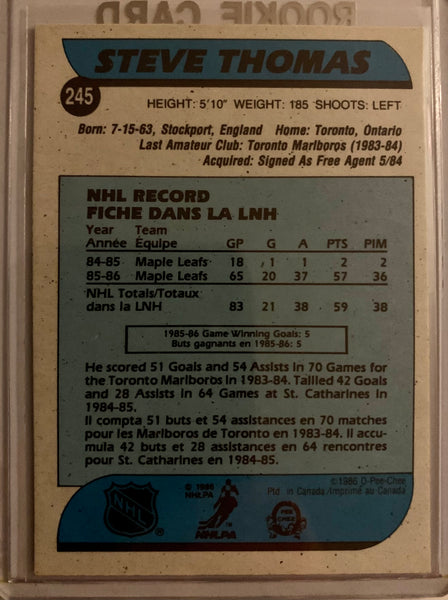 ROOKIE CARD
STEVE THOMAS
245
HEIGHT: 5'10" WEIGHT: 185 SHOOTS: LEFT
Born: 7-15-63, Stockport, England Home: Toronto, Ontario
Last Amateur Club: Toronto Marlboros (1983-84)
Acquired: Signed As Free Agent 5/84
NHL RECORD
FICHE DANS LA LNH
Year Team
Année Équipe GP G A PTS PIM
84-85 Maple Leafs 18 1 1 2 2
85-86 Maple Leafs 65 20 37 57 36
NHL Totals/Totaux
dans la LNH 83 21 38 59 38
1985-86 Game Winning Goals: 5
Buts gagnants en 1985-86: 5
He scored 51 Goals and 54 Assists in 70 Games for
the Toronto Marlboros in 1983-84. Tallied 42 Goals
and 28 Assists in 64 Games at St. Catharines in
1984-85.
Il compta 51 buts et 54 assistances en 70 matches
pour les Marlboros de Toronto en 1983-84. Il accu-
mula 42 buts et 28 assistances en 64 rencontres
pour St. Catharines en 1984-85.
© 1986 O-Pee-Chee
Ptd. in Canada/Imprimé au Canada
NHL
© 1986
NHLPA
NHLPA
TM
O
PEE
CHEE